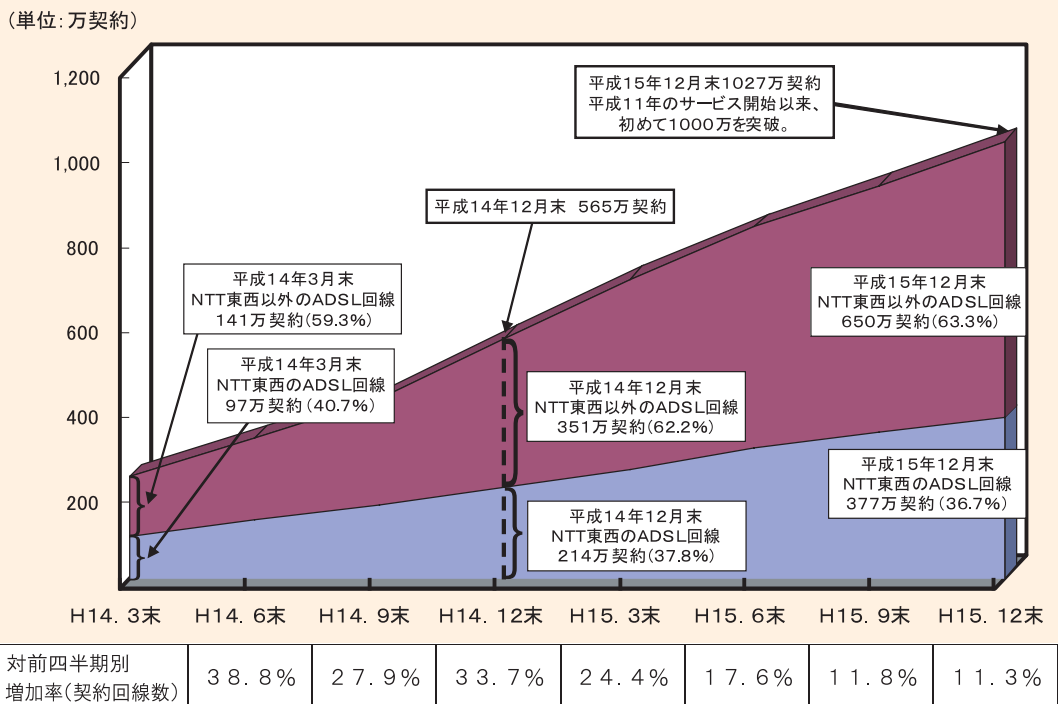 (単位:万契約)
1,200
1,000
800
600
400
200
平成15年12月末1027万契約
平成11年のサービス開始以来、
初めて1000万を突破。
平成14年12月末 565万契約
平成14年3月末
NTT東西以外のADSL回線
141万契約(59.3%)
平成14年3月末
NTT東西のADSL回線
97万契約(40.7%)
平成15年12月末
NTT東西以外のADSL回線
650万契約(63.3%)
平成14年12月末
NTT東西以外のADSL回線
351万契約(62.2%)
平成15年12月末
NTT東西のADSL回線
377万契約(36.7%)
平成14年12月末
NTT東西のADSL回線
214万契約(37.8%)
H14.3末 H14.6末 H14.9末 H14.12末 H15.3末 H15.6末 H15.9末 H15.12末
対前四半期別
増加率(契約回線数) 38.8% 27.9% 33.7% 24.4% 17.6% 11.8% 11.3%